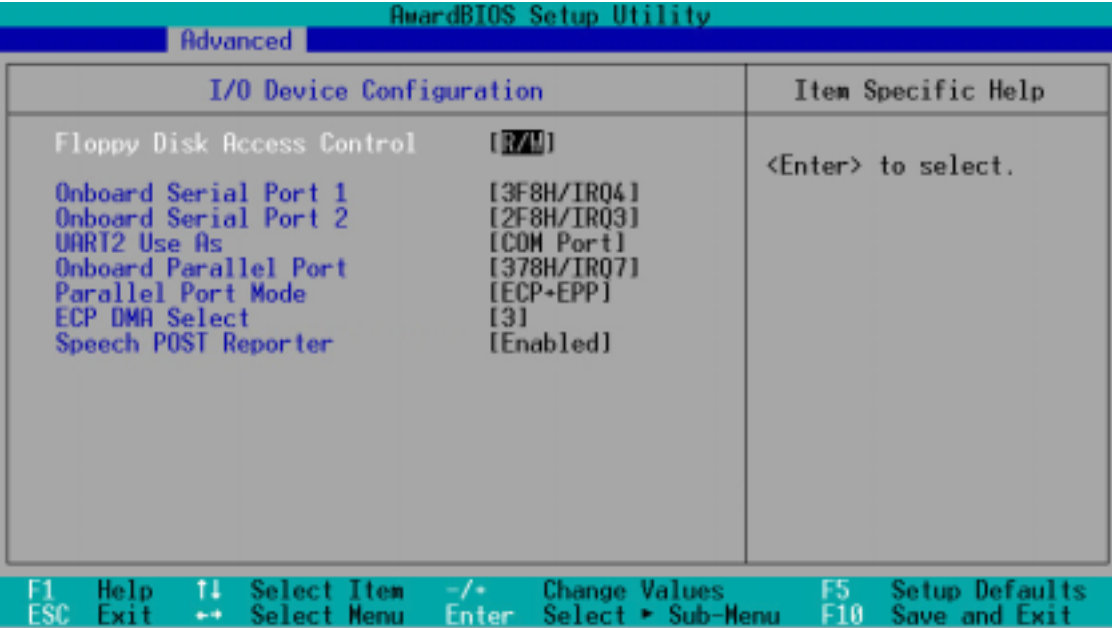 AwardBIOS Setup Utility
Advanced
I/O Device Configuration
Item Specific Help
Floppy Disk Access Control [R/W]
<Enter> to select.
Onboard Serial Port 1 [3F8H/IRQ4]
Onboard Serial Port 2 [2F8H/IRQ3]
UART2 Use As [COM Port]
Onboard Parallel Port [378H/IRQ7]
Parallel Port Mode [ECP+EPP]
ECP DMA Select [3]
Speech POST Reporter [Enabled]
F1 Help ↑↓ Select Item -/+ Change Values F5 Setup Defaults
ESC Exit ←→ Select Menu Enter Select ► Sub-Menu F10 Save and Exit